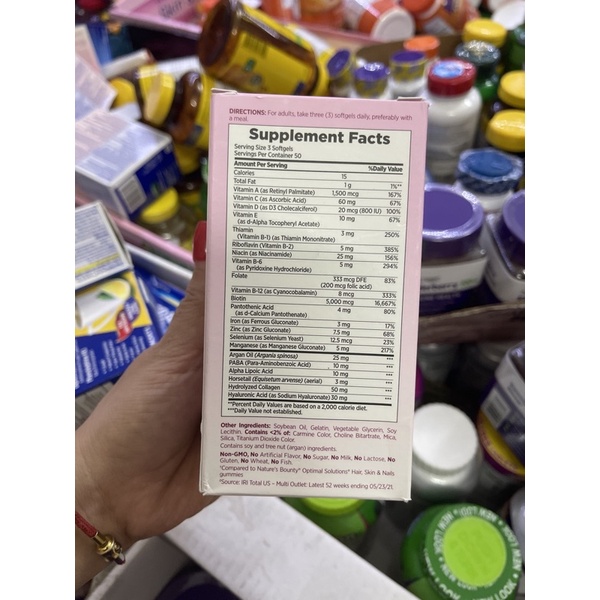 DIRECTIONS: For adults, take three (3) softgels daily, preferably with
a meal.
Supplement Facts
Serving Size 3 Softgels
Servings Per Container 50
Amount Per Serving %Daily Value
Calories 15
Total Fat 1 g 1%**
Vitamin A (as Retinyl Palmitate) 1,500 mcg 167%
Vitamin C (as Ascorbic Acid) 60 mg 67%
Vitamin D (as D3 Cholecalciferol) 20 mcg (800 IU) 100%
Vitamin E 10 mg 67%
(as d-Alpha Tocopheryl Acetate)
Thiamin 3 mg 250%
(Vitamin B-1) (as Thiamin Mononitrate)
Riboflavin (Vitamin B-2) 5 mg 385%
Niacin (as Niacinamide) 25 mg 156%
Vitamin B-6 5 mg 294%
(as Pyridoxine Hydrochloride)
Folate 333 mcg DFE 83%
(200 mcg folic acid)
Vitamin B-12 (as Cyanocobalamin) 8 mcg 333%
Biotin 5,000 mcg 16,667%
Pantothenic Acid 4 mg 80%
(as d-Calcium Pantothenate)
Iron (as Ferrous Gluconate) 3 mg 17%
Zinc (as Zinc Gluconate) 7.5 mg 68%
Selenium (as Selenium Yeast) 12.5 mcg 23%
Manganese (as Manganese Gluconate) 5 mg 217%
Argan Oil (Argania spinosa) 25 mg ***
PABA (Para-Aminobenzoic Acid) 10 mg ***
Alpha Lipoic Acid 10 mg ***
Horsetail (Equisetum arvense) (aerial) 3 mg ***
Hydrolyzed Collagen 50 mg ***
Hyaluronic Acid (as Sodium Hyaluronate) 30 mg ***
**Percent Daily Values are based on a 2,000 calorie diet.
***Daily Value not established.
Other Ingredients: Soybean Oil, Gelatin, Vegetable Glycerin, Soy
Lecithin. Contains <2% of: Carmine Color, Choline Bitartrate, Mica,
Silica, Titanium Dioxide Color.
Contains soy and tree nut (argan) ingredients.
Non-GMO, No Artificial Flavor, No Sugar, No Milk, No Lactose, No
Gluten, No Wheat, No Fish.
^Compared to Nature's Bounty® Optimal Solutions® Hair, Skin & Nails
gummies
³Source: IRI Total US – Multi Outlet: Latest 52 weeks ending 05/23/21.
NEW LOOK